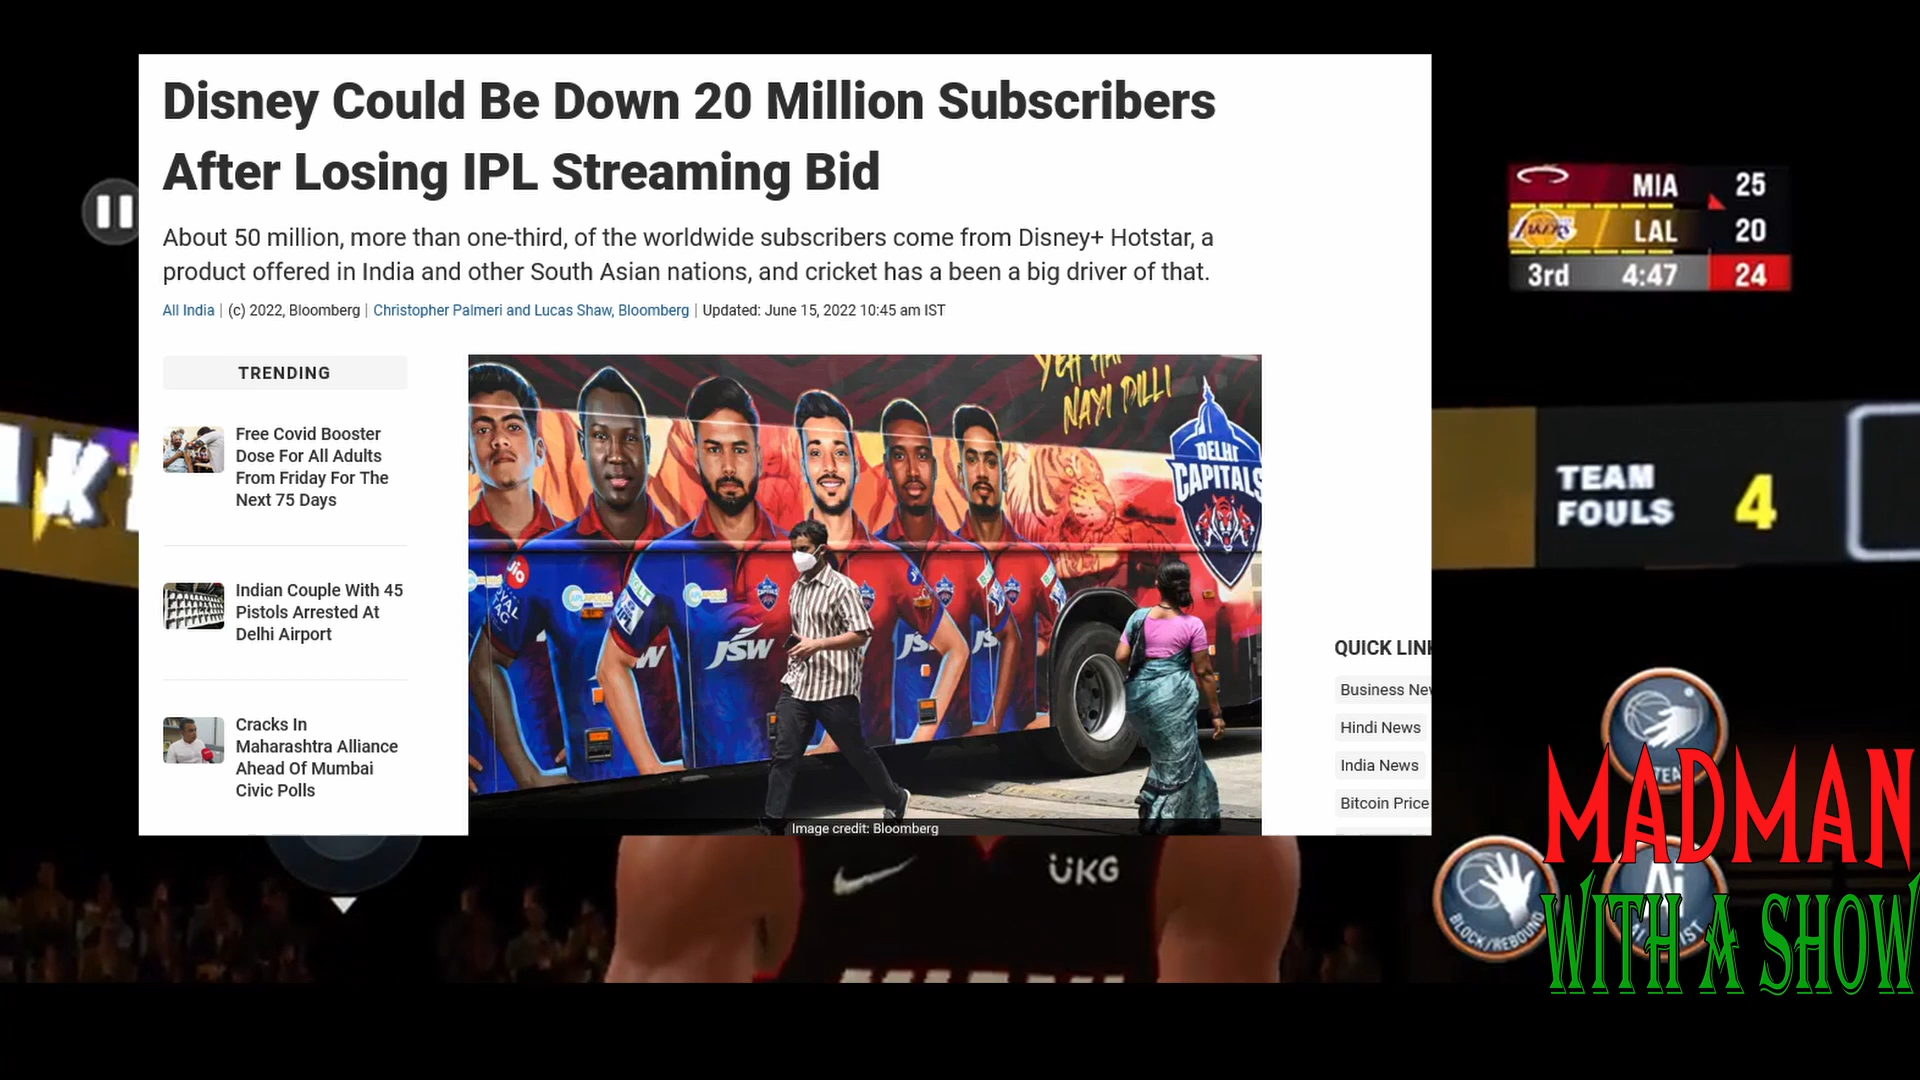 Disney Could Be Down 20 Million Subscribers
After Losing IPL Streaming Bid
About 50 million, more than one-third, of the worldwide subscribers come from Disney+ Hotstar, a
product offered in India and other South Asian nations, and cricket has a been a big driver of that.
All India | (c) 2022, Bloomberg | Christopher Palmeri and Lucas Shaw, Bloomberg | Updated: June 15, 2022 10:45 am IST
TRENDING
Free Covid Booster
Dose For All Adults
From Friday For The
Next 75 Days
Indian Couple With 45
Pistols Arrested At
Delhi Airport
Cracks In
Maharashtra Alliance
Ahead Of Mumbai
Civic Polls
NAYI DILLI
DELHI
CAPITALS
Jio
JSW
Image credit: Bloomberg
QUICK LINK
Business New
Hindi News
India News
Bitcoin Price
MIA 25
LAL 20
3rd 4:47 24
TEAM
FOULS 4
UKG
BLOCK/REBOUND
MADMAN
WITH A SHOW